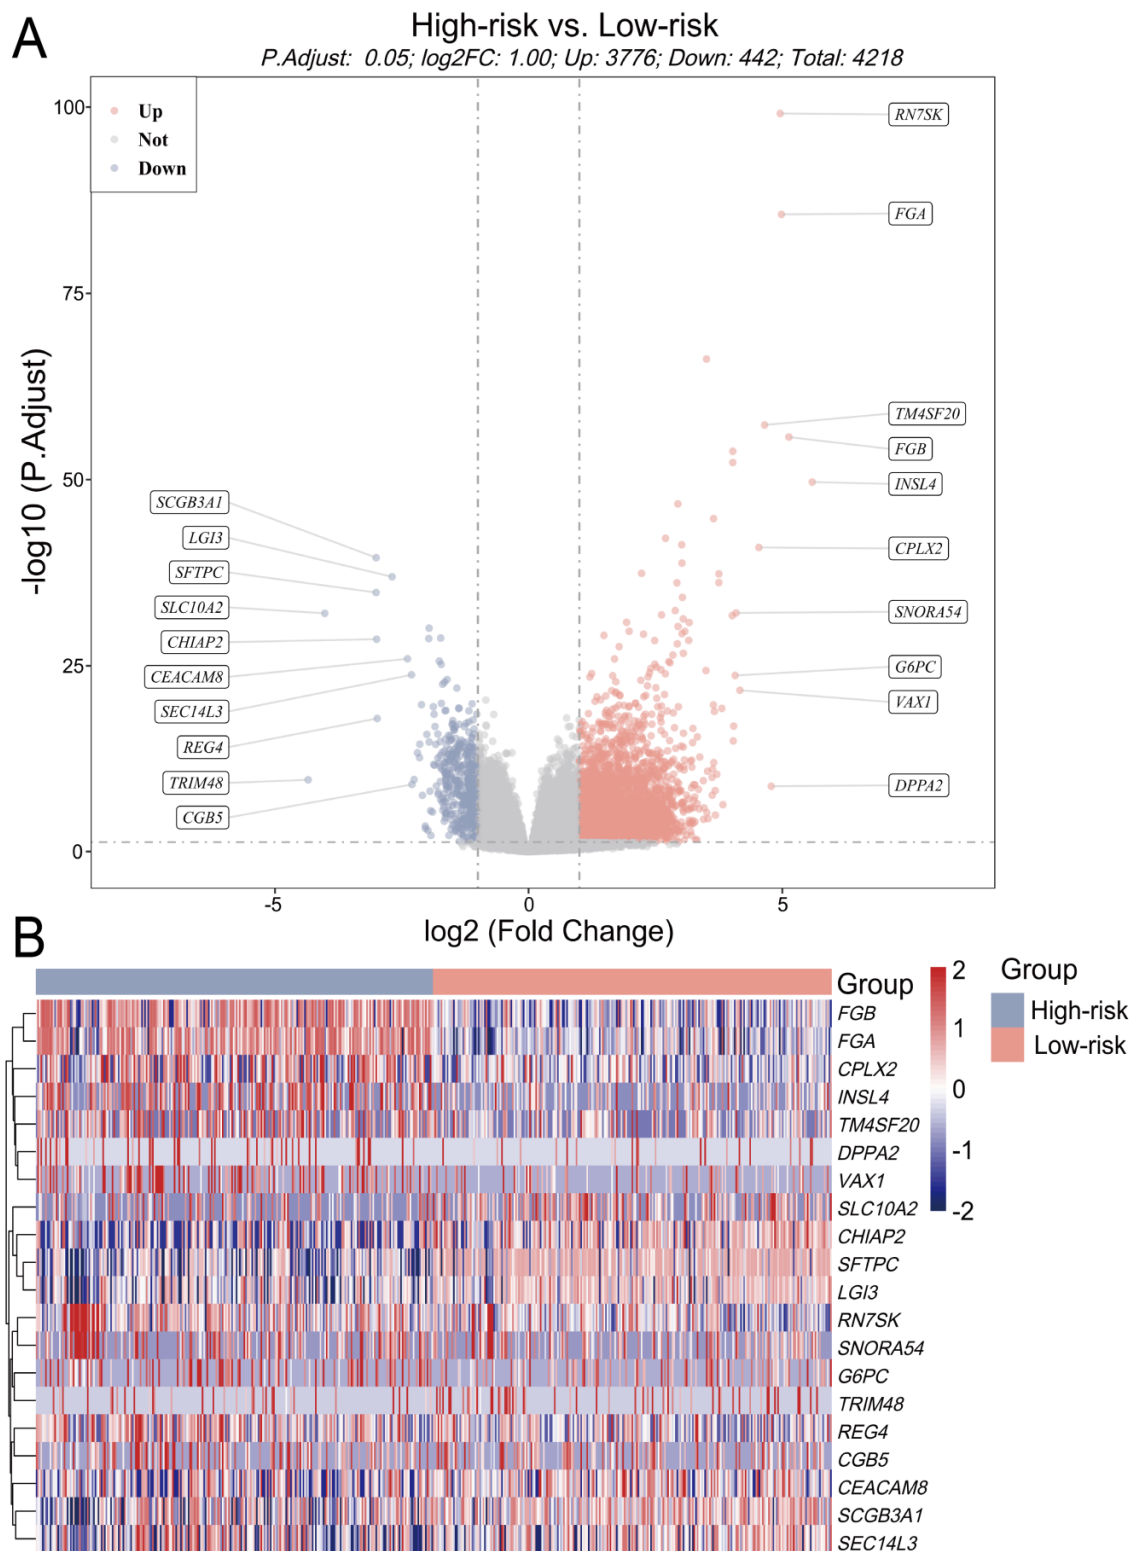 A
High-risk vs. Low-risk
P.Adjust: 0.05; log2FC: 1.00; Up: 3776; Down: 442; Total: 4218
Up
Not
Down
100
75
50
25
0
-log10 (P.Adjust)
SCGB3A1
LGI3
SFTPC
SLC10A2
CHIAP2
CEACAM8
SEC14L3
REG4
TRIM48
CGB5
RN7SK
FGA
TM4SF20
FGB
INSL4
CPLX2
SNORA54
G6PC
VAX1
DPPA2
-5
0
5
log2 (Fold Change)
B
Group
FGB
FGA
CPLX2
INSL4
TM4SF20
DPPA2
VAX1
SLC10A2
CHIAP2
SFTPC
LGI3
RN7SK
SNORA54
G6PC
TRIM48
REG4
CGB5
CEACAM8
SCGB3A1
SEC14L3
2
1
0
-1
-2
Group
High-risk
Low-risk